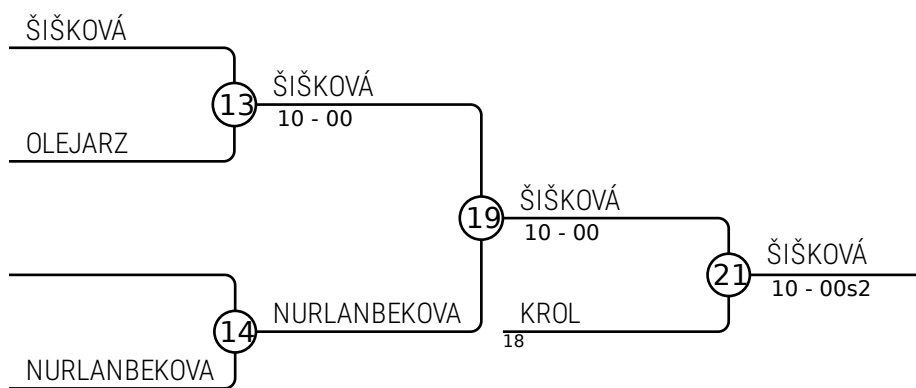 ŠIŠKOVÁ
13
ŠIŠKOVÁ
10 - 00
OLEJARZ
19
ŠIŠKOVÁ
10 - 00
21
ŠIŠKOVÁ
10 - 00s2
14
NURLANBEKOVA
KROL
18
NURLANBEKOVA